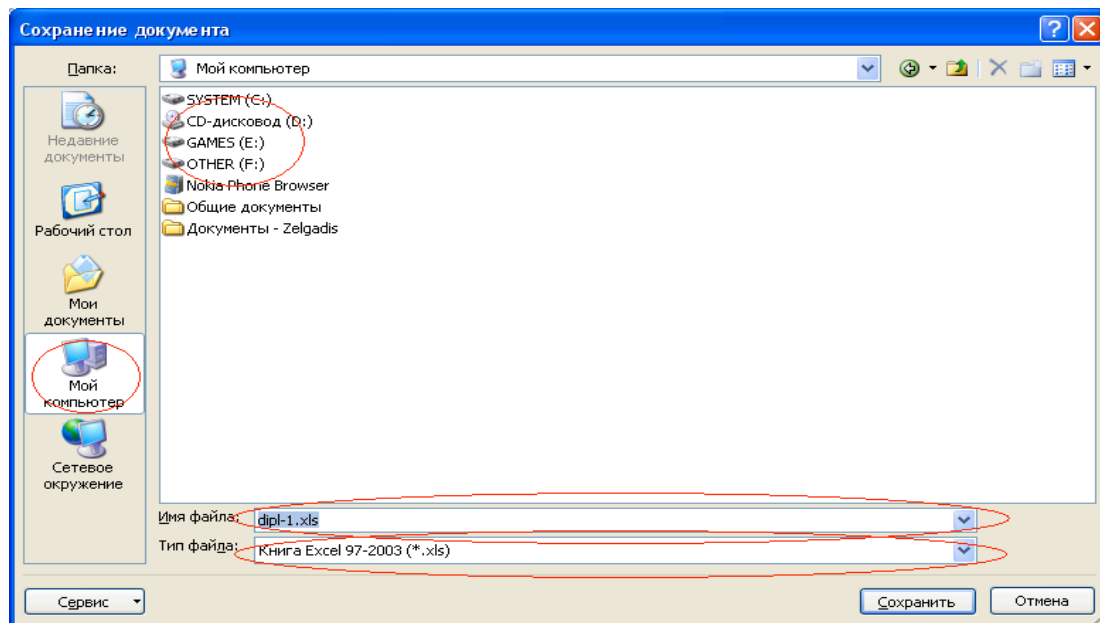 Сохранение документа
Папка:
Мой компьютер
SYSTEM (C:)
CD-дисковод (D:)
GAMES (E:)
OTHER (F:)
Nokia Phone Browser
Общие документы
Документы - Zelgadis
Недавние
документы
Рабочий стол
Мои
документы
Мой
компьютер
Сетевое
окружение
Имя файла:
dipl-1.xls
Тип файла:
Книга Excel 97-2003 (*.xls)
Сервис
Сохранить
Отмена